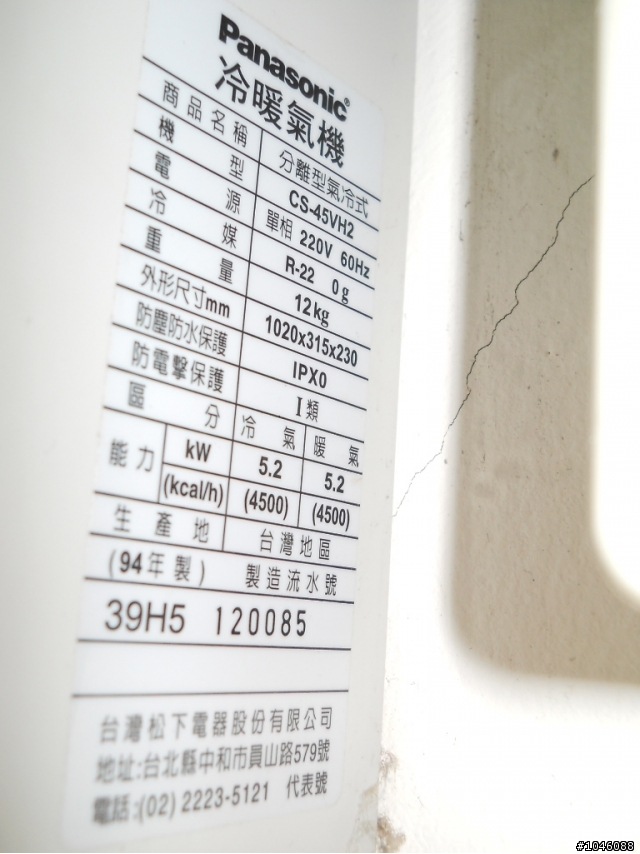 Panasonic®
冷暖氣機
商品名稱 分離型氣冷式
機型 CS-45VH2
電源 單相 220V 60Hz
冷媒 R-22 0g
重量 12kg
外形尺寸mm 1020x315x230
防塵防水保護 IPX0
防電擊保護 I類
區分 冷氣 暖氣
能力 kW 5.2 5.2
(kcal/h) (4500) (4500)
生產地 台灣地區
(94年製) 製造流水號
39H5 120085
台灣松下電器股份有限公司
地址:台北縣中和市員山路579號
電話:(02) 2223-5121 代表號
#1046088